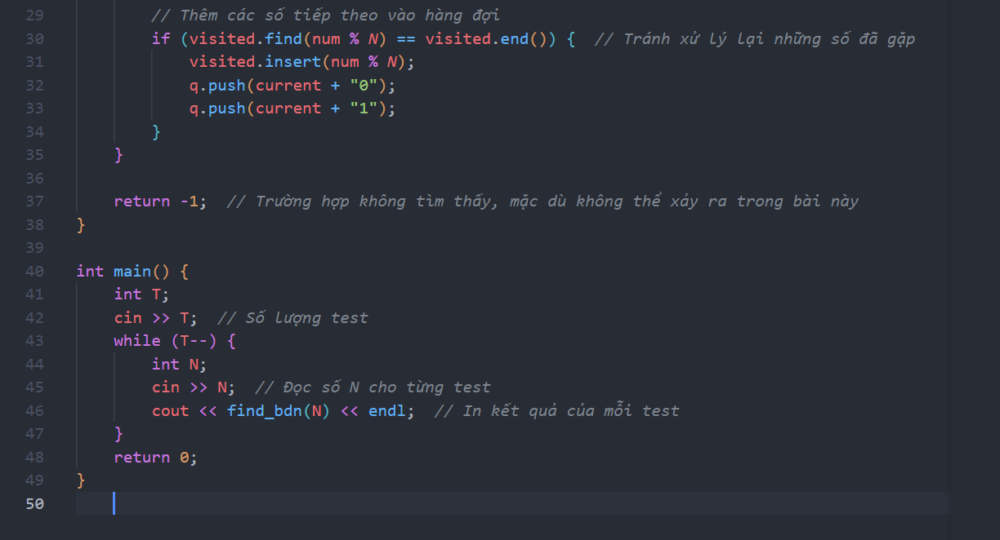 29 // Thêm các số tiếp theo vào hàng đợi
30 if (visited.find(num % N) == visited.end()) { // Tránh xử lý lại những số đã gặp
31 visited.insert(num % N);
32 q.push(current + "0");
33 q.push(current + "1");
34 }
35 }
36
37 return -1; // Trường hợp không tìm thấy, mặc dù không thể xảy ra trong bài này
38 }
39
40 int main() {
41 int T;
42 cin >> T; // Số lượng test
43 while (T--) {
44 int N;
45 cin >> N; // Đọc số N cho từng test
46 cout << find_bdn(N) << endl; // In kết quả của mỗi test
47 }
48 return 0;
49 }
50